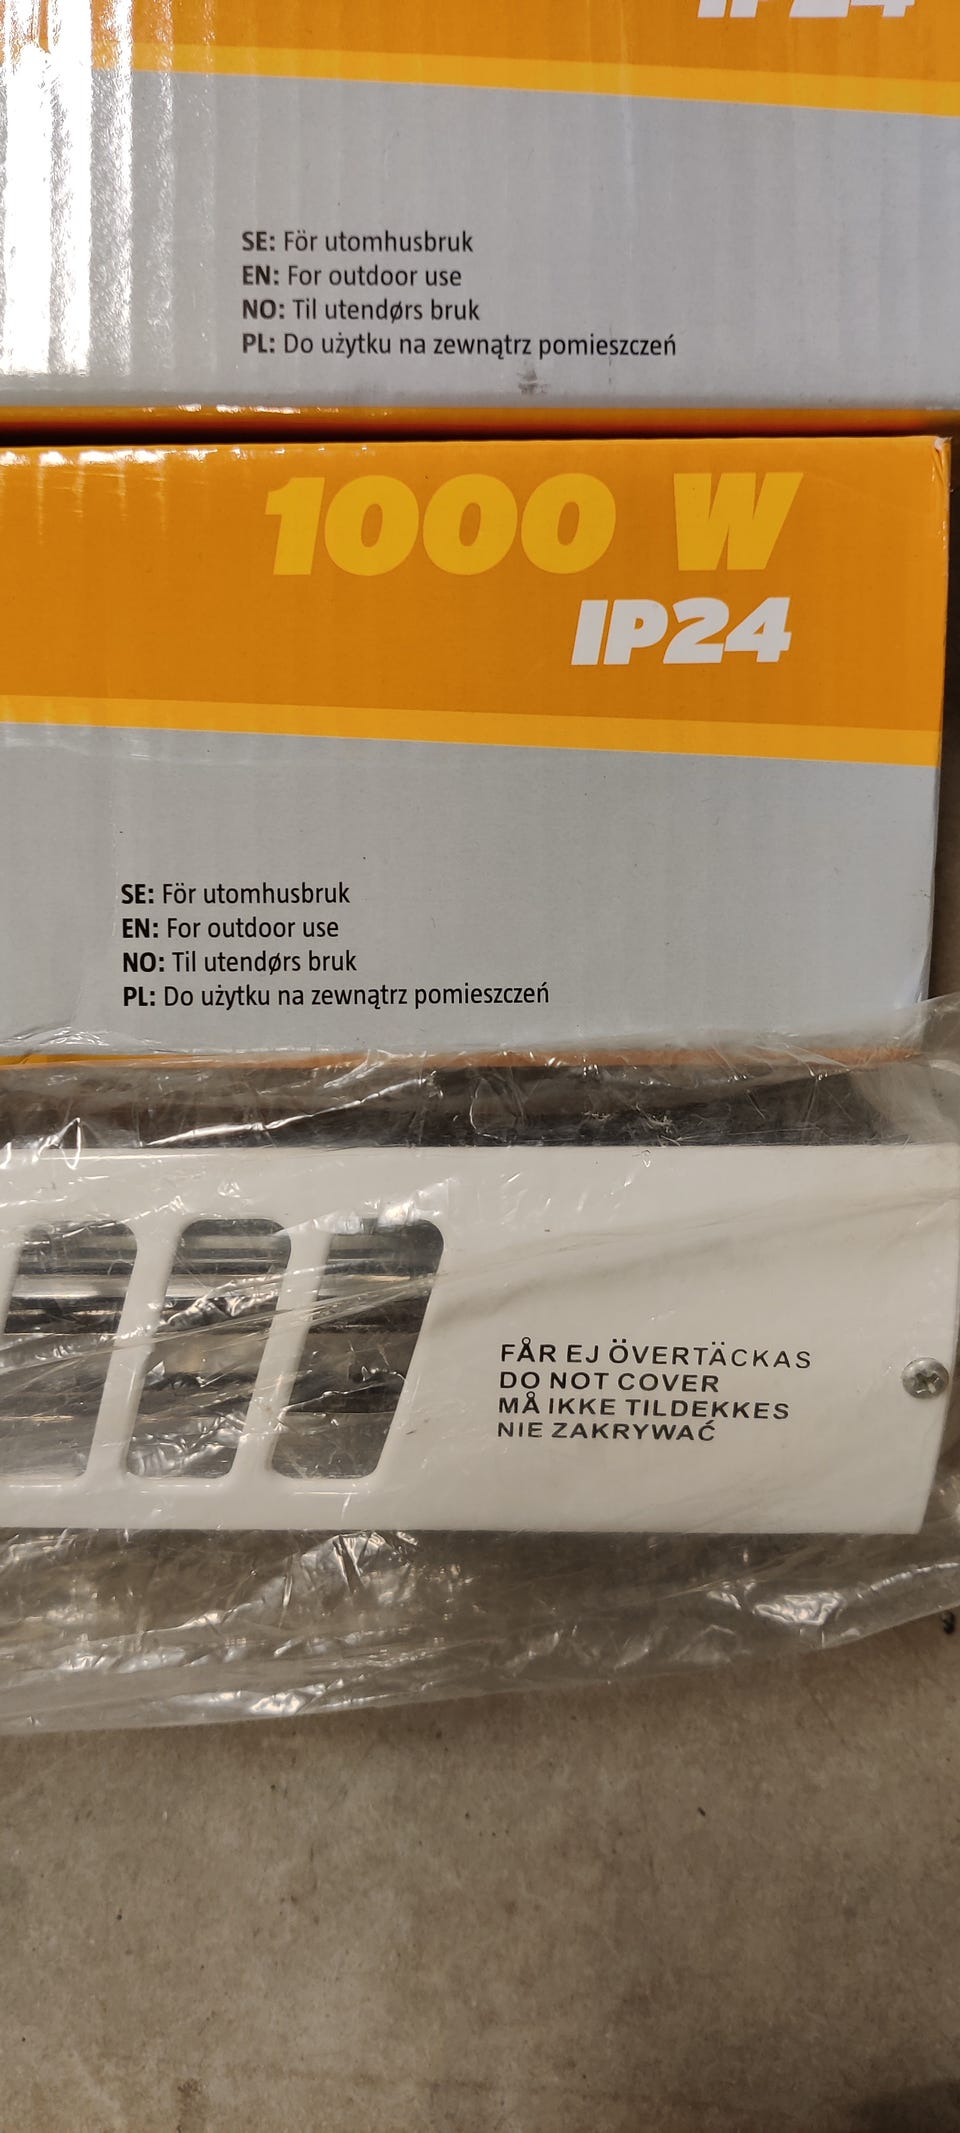 IP24
SE: För utomhusbruk
EN: For outdoor use
NO: Til utendørs bruk
PL: Do użytku na zewnątrz pomieszczeń
1000 W
IP24
SE: För utomhusbruk
EN: For outdoor use
NO: Til utendørs bruk
PL: Do użytku na zewnątrz pomieszczeń
FÅR EJ ÖVERTÄCKAS
DO NOT COVER
MÅ IKKE TILDEKKES
NIE ZAKRYWAĆ